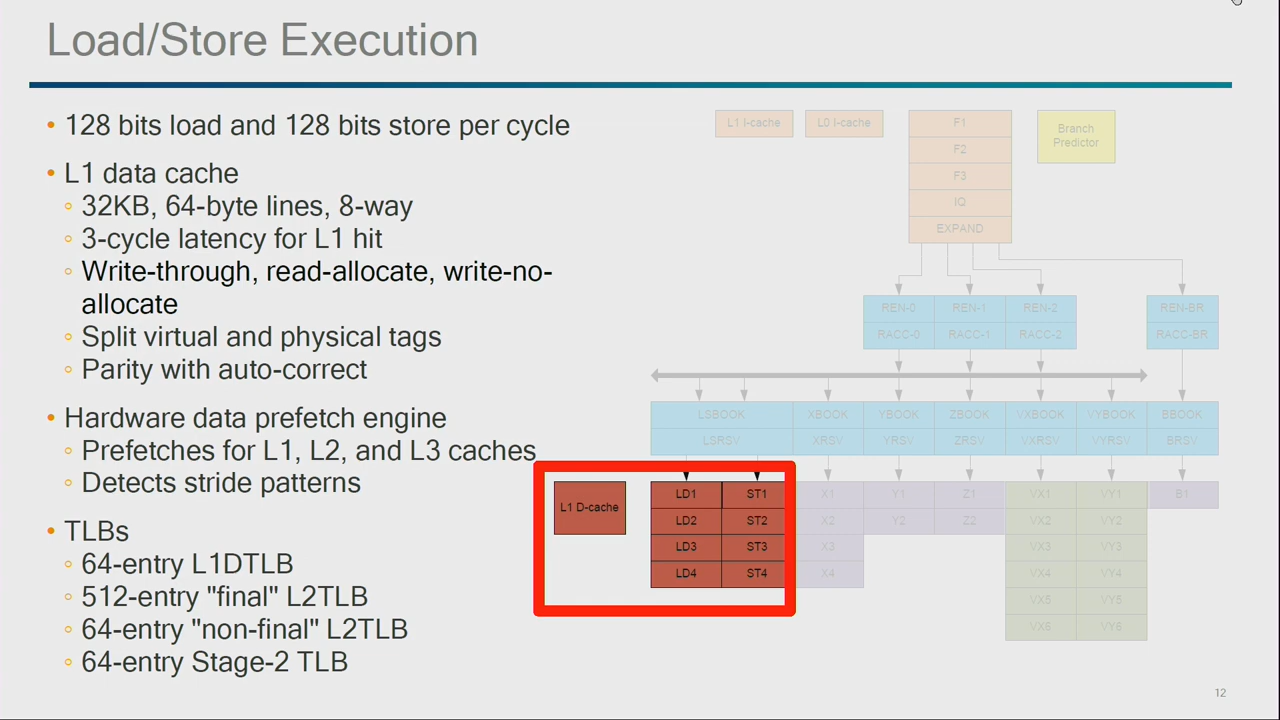 Load/Store Execution
• 128 bits load and 128 bits store per cycle
• L1 data cache
◦ 32KB, 64-byte lines, 8-way
◦ 3-cycle latency for L1 hit
◦ Write-through, read-allocate, write-no-
allocate
◦ Split virtual and physical tags
◦ Parity with auto-correct
• Hardware data prefetch engine
◦ Prefetches for L1, L2, and L3 caches
◦ Detects stride patterns
• TLBs
◦ 64-entry L1DTLB
◦ 512-entry "final" L2TLB
◦ 64-entry "non-final" L2TLB
◦ 64-entry Stage-2 TLB
L1 I-cache L0 I-cache F1 Branch
Predictor
F2
F3
IQ
EXPAND
REN-0 REN-1 REN-2 REN-BR
RACC-0 RACC-1 RACC-2 RACC-BR
LSBOOK XBOOK YBOOK ZBOOK VXBOOK VYBOOK BBOOK
LSRSV XRSV YRSV ZRSV VXRSV VYRSV BRSV
L1 D-cache
LD1 ST1 X1 Y1 Z1 VX1 VY1 B1
LD2 ST2 X2 Y2 Z2 VX2 VY2
LD3 ST3 X3 VX3 VY3
LD4 ST4 X4 VX4 VY4
VX5 VY5
VX6 VY6
12